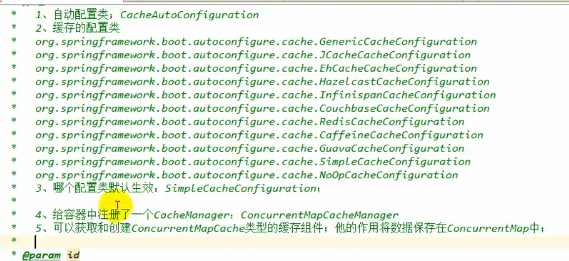 * 1、自动配置类；CacheAutoConfiguration
* 2、缓存的配置类
* org.springframework.boot.autoconfigure.cache.GenericCacheConfiguration
* org.springframework.boot.autoconfigure.cache.JCacheCacheConfiguration
* org.springframework.boot.autoconfigure.cache.EhCacheCacheConfiguration
* org.springframework.boot.autoconfigure.cache.HazelcastCacheConfiguration
* org.springframework.boot.autoconfigure.cache.InfinispanCacheConfiguration
* org.springframework.boot.autoconfigure.cache.CouchbaseCacheConfiguration
* org.springframework.boot.autoconfigure.cache.RedisCacheConfiguration
* org.springframework.boot.autoconfigure.cache.CaffeineCacheConfiguration
* org.springframework.boot.autoconfigure.cache.GuavaCacheConfiguration
* org.springframework.boot.autoconfigure.cache.SimpleCacheConfiguration
* org.springframework.boot.autoconfigure.cache.NoOpCacheConfiguration
* 3、哪个配置类默认生效：SimpleCacheConfiguration；
*
* 4、给容器中注册了一个CacheManager：ConcurrentMapCacheManager
* 5、可以获取和创建ConcurrentMapCache类型的缓存组件；他的作用将数据保存在ConcurrentMap中；
*
* @param id